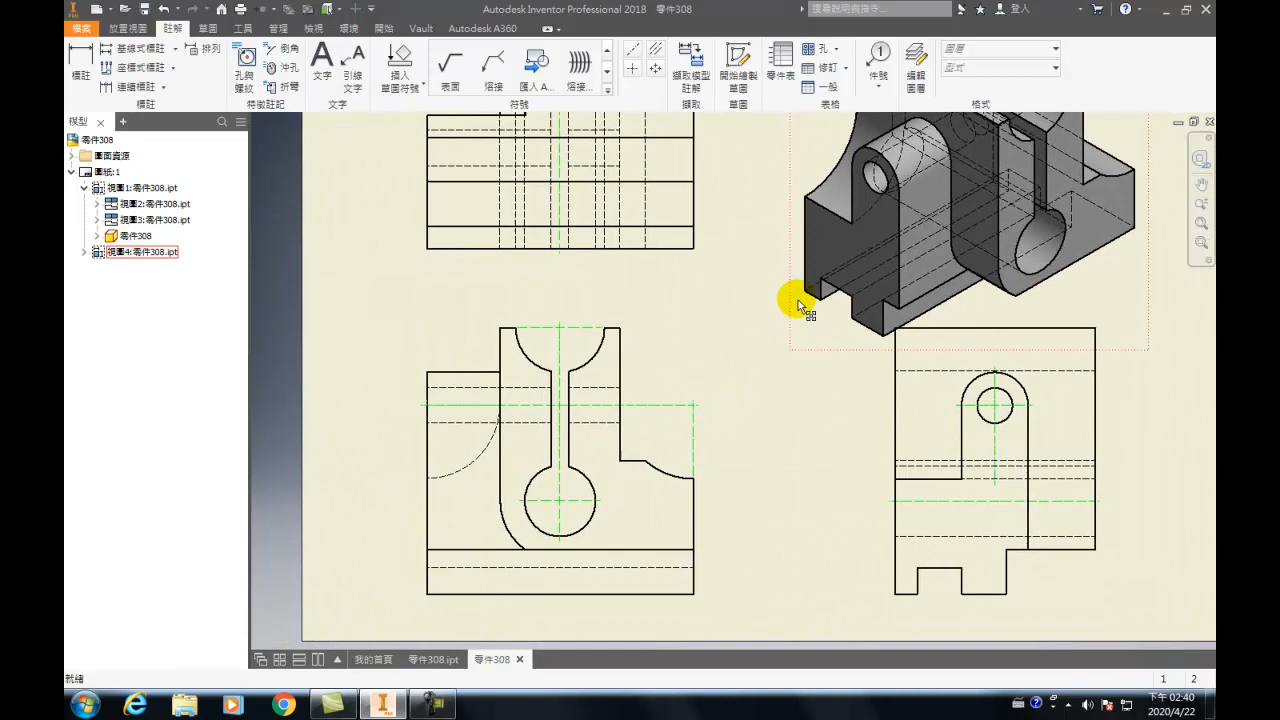 Autodesk Inventor Professional 2018 零件308
搜尋說明與指令...
登入
檔案 放置視圖 註解 草圖 工具 管理 檢視 環境 開始 Vault Autodesk A360
標註
基線式標註
座標式標註
連續標註
排列
標註
孔與
螺紋
倒角
沖孔
折彎
特徵註記
文字
引線
文字
文字
插入
草圖符號
表面
熔接
匯入 A...
熔接...
符號
擷取模型
註解
擷取
開始繪製
草圖
草圖
零件表
孔
修訂
一般
表格
件號
編輯
圖層
圖層
型式
格式
模型
零件308
圖面資源
圖紙:1
視圖1:零件308.ipt
視圖2:零件308.ipt
視圖3:零件308.ipt
零件308
視圖4:零件308.ipt
我的首頁 零件308.ipt 零件308
就緒
1 2
下午 02:40
2020/4/22